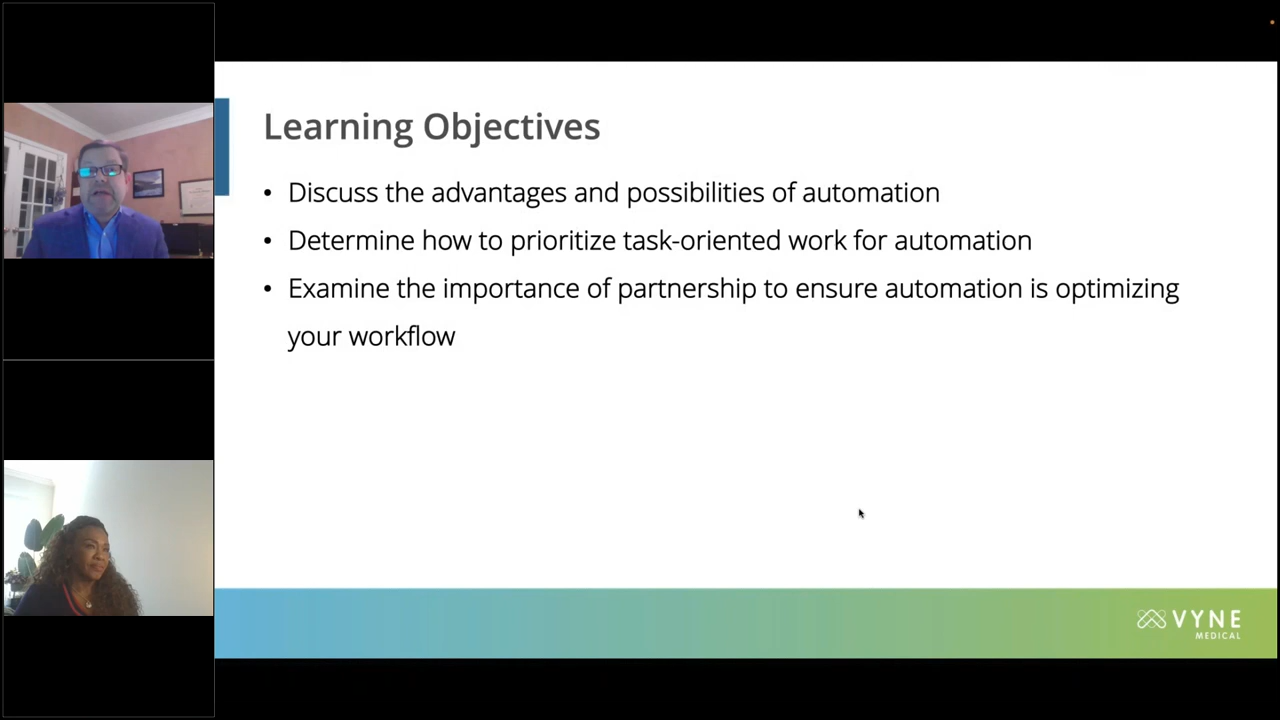 Learning Objectives
• Discuss the advantages and possibilities of automation
• Determine how to prioritize task-oriented work for automation
• Examine the importance of partnership to ensure automation is optimizing
your workflow
VYNE
MEDICAL